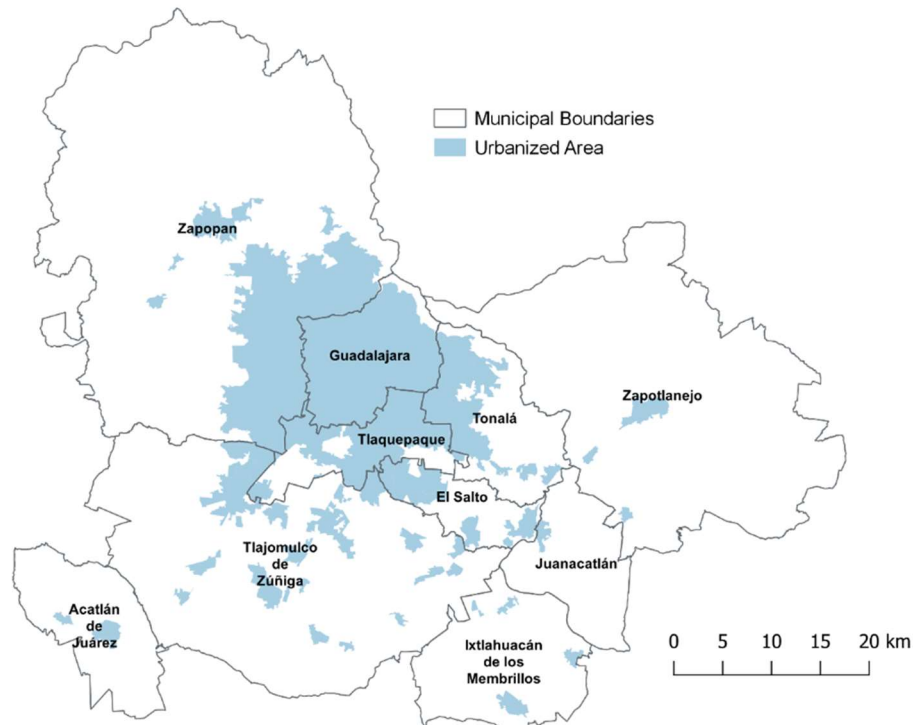 Municipal Boundaries
Urbanized Area
Zapopan
Guadalajara
Zapotlanejo
Tonalá
Tlaquepaque
El Salto
Tlajomulco
de
Zúñiga
Juanacatlán
Acatlán
de
Juárez
Ixtlahuacán
de los
Membrillos
0 5 10 15 20 km